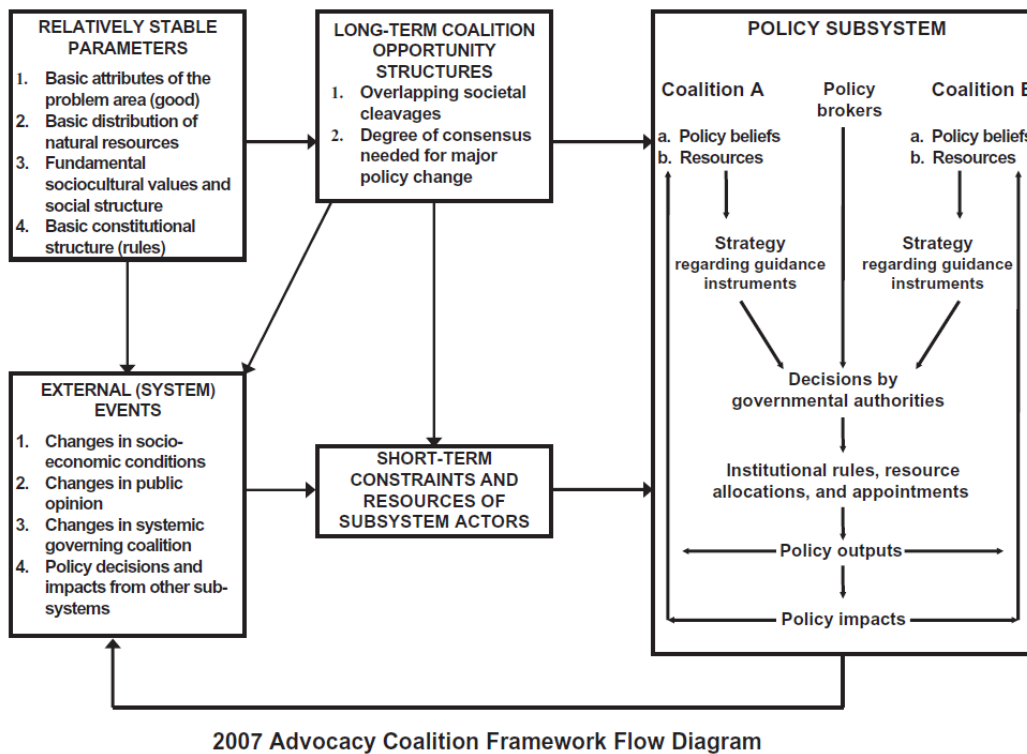 RELATIVELY STABLE
PARAMETERS
1. Basic attributes of the
problem area (good)
2. Basic distribution of
natural resources
3. Fundamental
sociocultural values and
social structure
4. Basic constitutional
structure (rules)
LONG-TERM COALITION
OPPORTUNITY
STRUCTURES
1. Overlapping societal
cleavages
2. Degree of consensus
needed for major
policy change
POLICY SUBSYSTEM
Coalition A
Policy
brokers
Coalition B
a. Policy beliefs
b. Resources
a. Policy beliefs
b. Resources
Strategy
regarding guidance
instruments
Strategy
regarding guidance
instruments
Decisions by
governmental authorities
Institutional rules, resource
allocations, and appointments
Policy outputs
Policy impacts
EXTERNAL (SYSTEM)
EVENTS
1. Changes in socio-
economic conditions
2. Changes in public
opinion
3. Changes in systemic
governing coalition
4. Policy decisions and
impacts from other sub-
systems
SHORT-TERM
CONSTRAINTS AND
RESOURCES OF
SUBSYSTEM ACTORS
2007 Advocacy Coalition Framework Flow Diagram